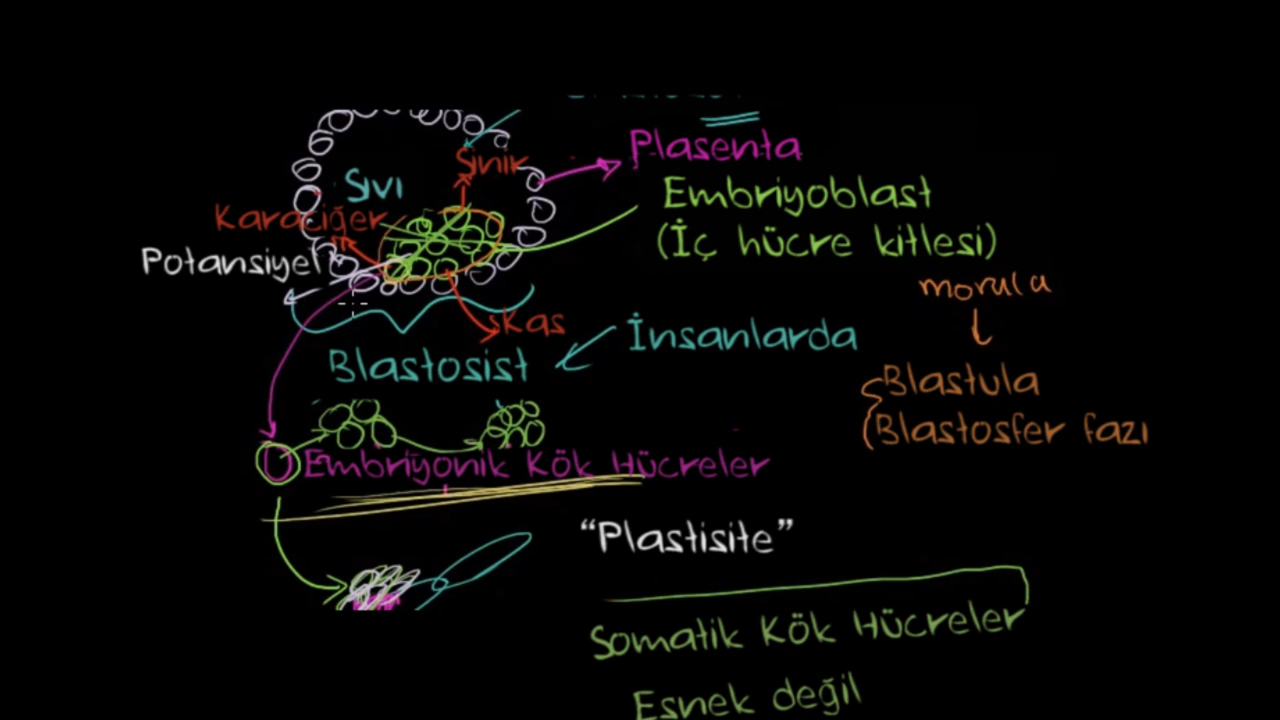 Plasenta
Sinir
Sıvı
Embriyoblast
Karaciğer
(İç hücre kitlesi)
Potansiyel
morula
Kas
İnsanlarda
Blastosist
Blastula
Blastosfer fazı
Embriyonik Kök Hücreler
“Plastisite”
Somatik Kök Hücreler
Esnek değil